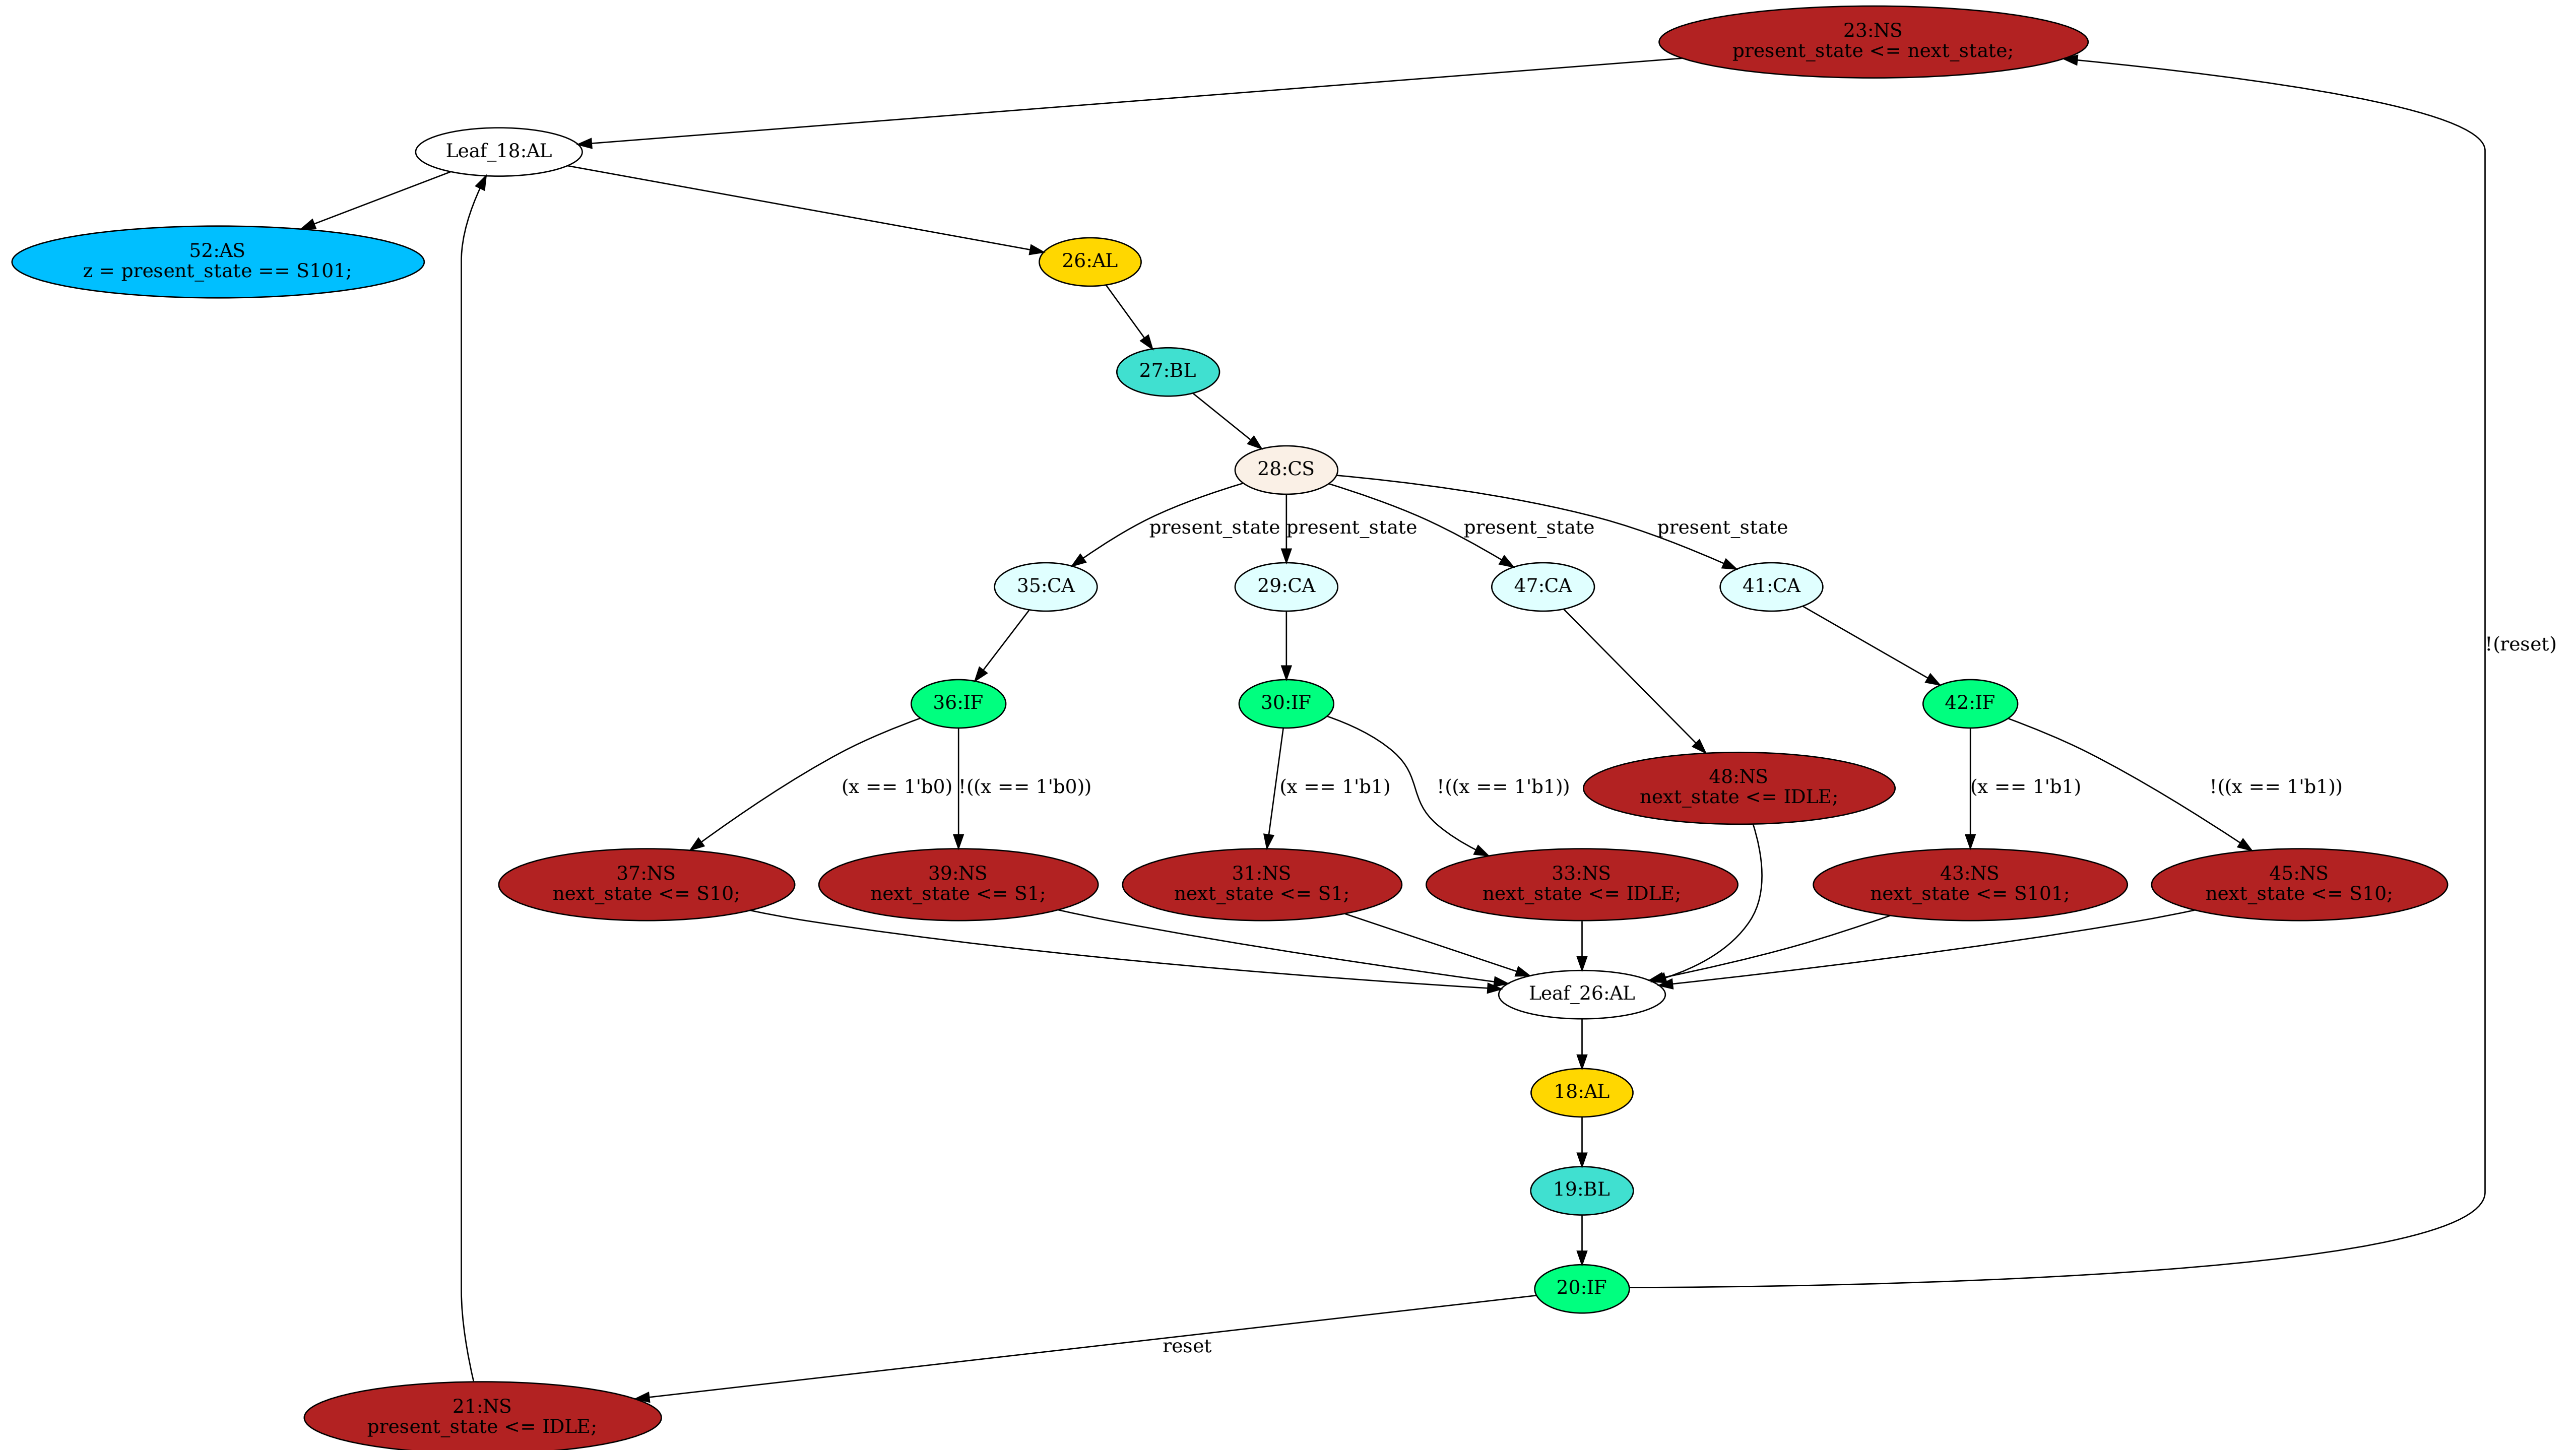 23:NS
present_state <= next_state;
Leaf_18:AL
52:AS
z = present_state == S101;
26:AL
27:BL
28:CS
present_state
present_state
present_state
present_state
35:CA
29:CA
47:CA
41:CA
!(reset)
36:IF
30:IF
42:IF
(x == 1'b0)
!((x == 1'b0))
(x == 1'b1)
!((x == 1'b1))
48:NS
next_state <= IDLE;
(x == 1'b1)
!((x == 1'b1))
37:NS
next_state <= S10;
39:NS
next_state <= S1;
31:NS
next_state <= S1;
33:NS
next_state <= IDLE;
43:NS
next_state <= S101;
45:NS
next_state <= S10;
Leaf_26:AL
18:AL
19:BL
20:IF
reset
21:NS
present_state <= IDLE;